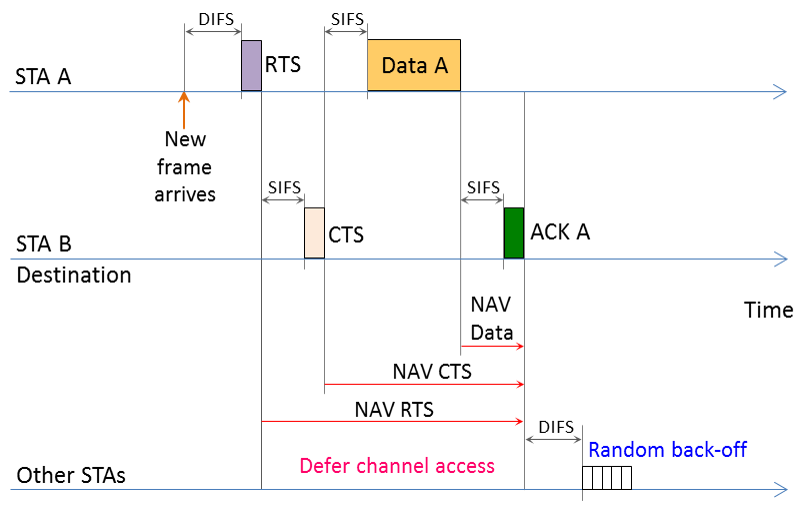 DIFS
SIFS
RTS
Data A
STA A
New
frame
arrives
SIFS
SIFS
CTS
ACK A
STA B
Destination
NAV
Data
Time
NAV CTS
NAV RTS
DIFS
Random back-off
Defer channel access
Other STAs